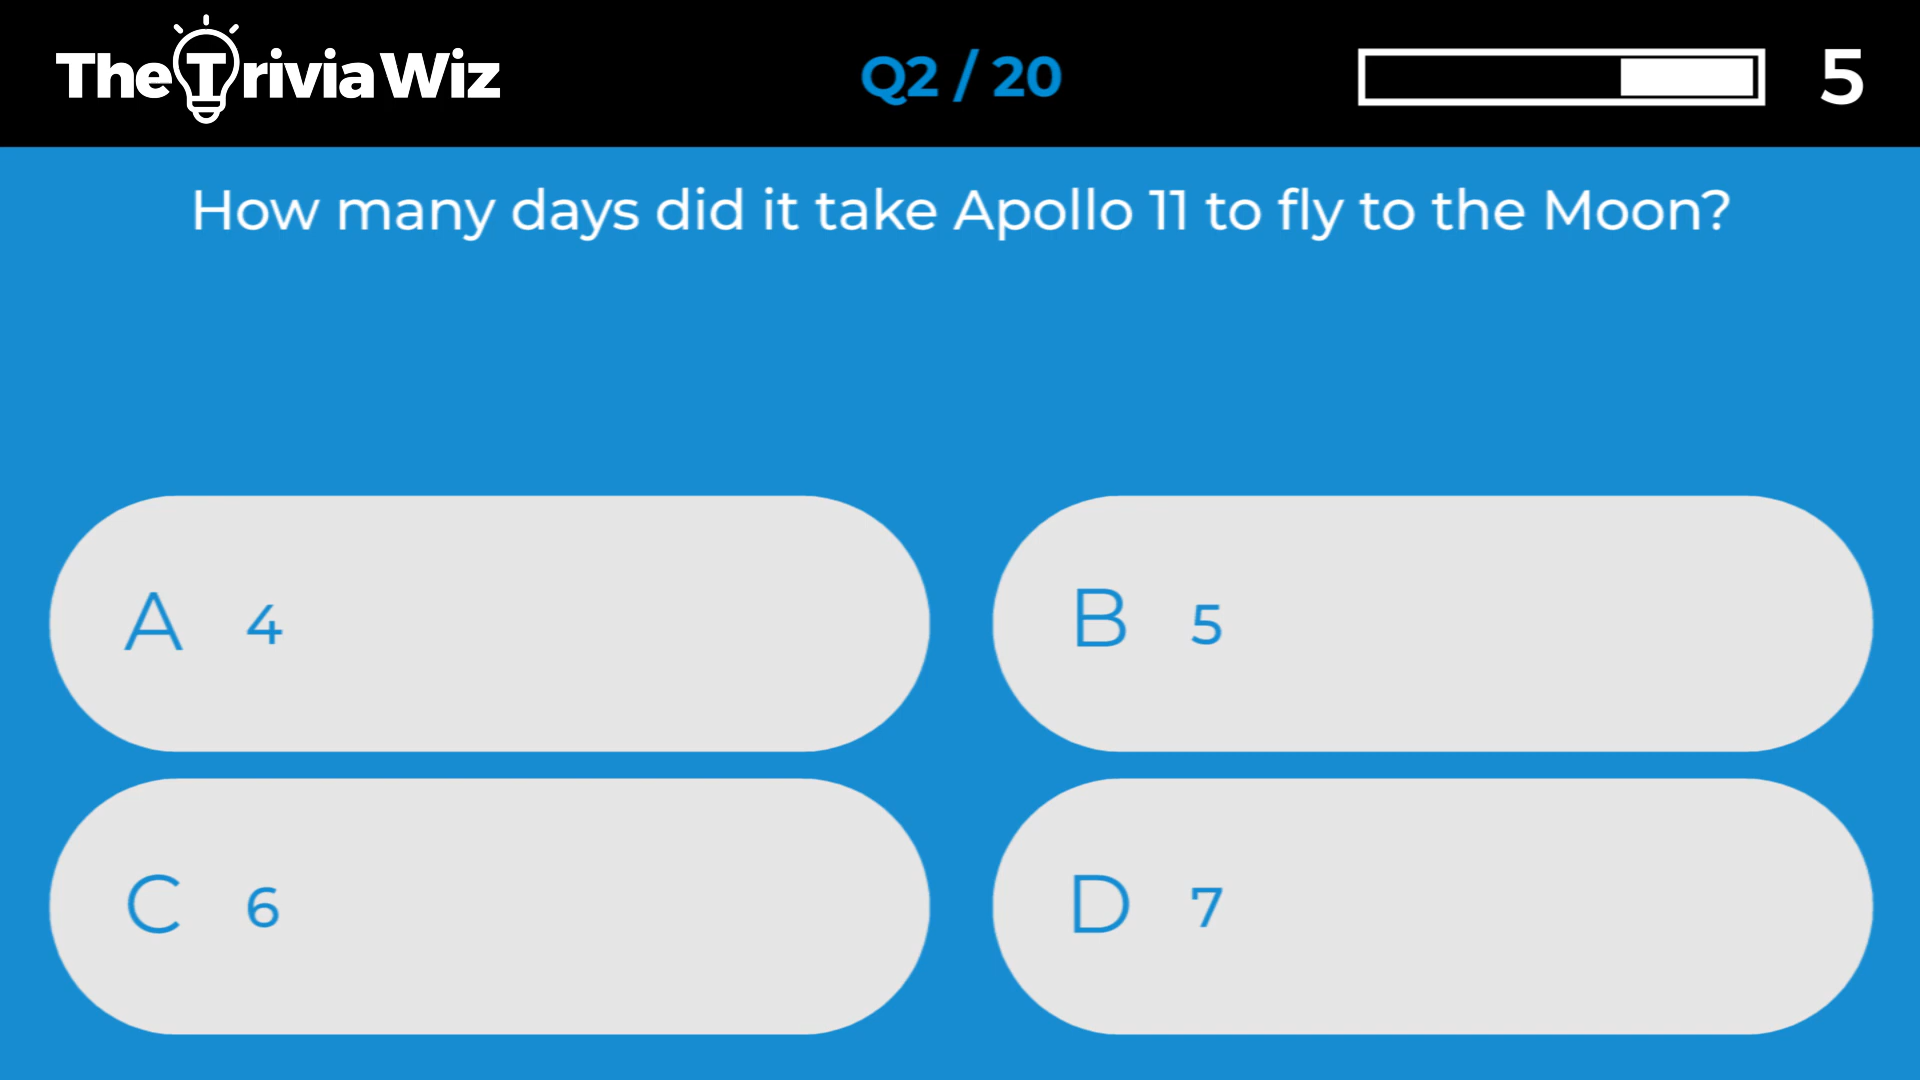 TheTriviaWiz
Q2 / 20
5
How many days did it take Apollo 11 to fly to the Moon?
A 4
B 5
C 6
D 7